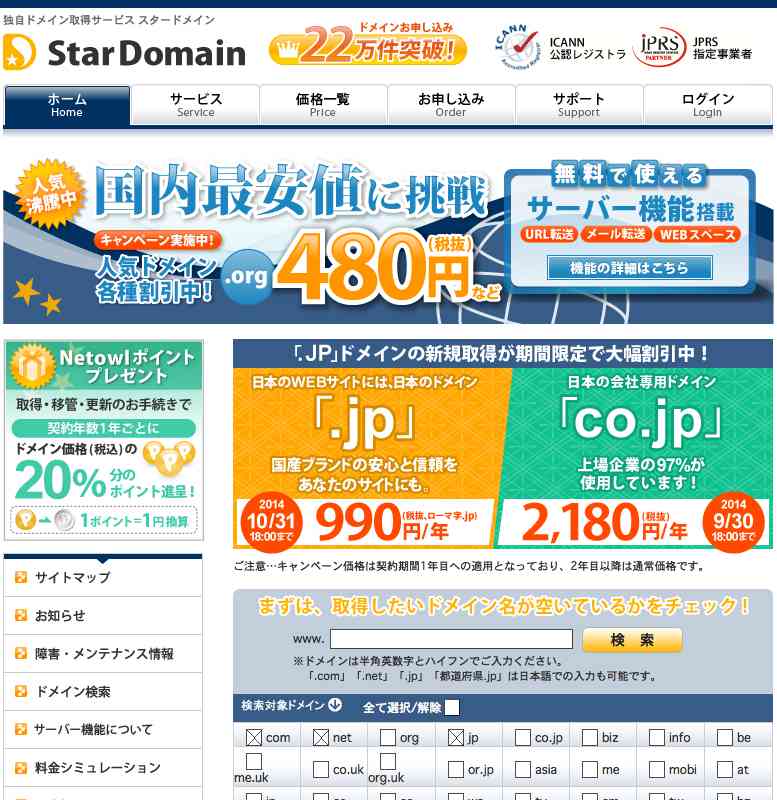 独自ドメイン取得サービス スタードメイン
StarDomain
ドメインお申し込み
22万件突破!
ICANN
公認レジストラ
ICANN
Accredited Registrar
JPRS
PARTNER
JPRS
指定事業者
ホーム
Home
サービス
Service
価格一覧
Price
お申し込み
Order
サポート
Support
ログイン
Login
人気
沸騰中
国内最安値に挑戦
キャンペーン実施中!
人気ドメイン
各種割引中!
.org
480円(税抜)など
無料で使える
サーバー機能搭載
URL転送 メール転送 WEBスペース
機能の詳細はこちら
Netowlポイント
プレゼント
取得・移管・更新のお手続きで
契約年数1年ごとに
ドメイン価格(税込)の
20%分の
ポイント進呈!
P P P
P 1ポイント=1円換算
「.JP」ドメインの新規取得が期間限定で大幅割引中!
日本のWEBサイトには、日本のドメイン
「.jp」
国産ブランドの安心と信頼を
あなたのサイトにも。
2014
10/31
18:00まで
990(税抜、ローマ字.jp)円/年
日本の会社専用ドメイン
「co.jp」
上場企業の97%が
使用しています!
2,180(税抜)円/年
2014
9/30
18:00まで
ご注意…キャンペーン価格は契約期間1年目への適用となっており、2年目以降は通常価格です。
サイトマップ
お知らせ
障害・メンテナンス情報
ドメイン検索
サーバー機能について
料金シミュレーション
まずは、取得したいドメイン名が空いているかをチェック!
www.
検 索
※ドメインは半角英数字とハイフンでご入力ください。
「.com」「.net」「.jp」「都道府県.jp」は日本語での入力も可能です。
検索対象ドメイン 全て選択/解除
com net org jp co.jp biz info be
me.uk co.uk org.uk or.jp asia me mobi at